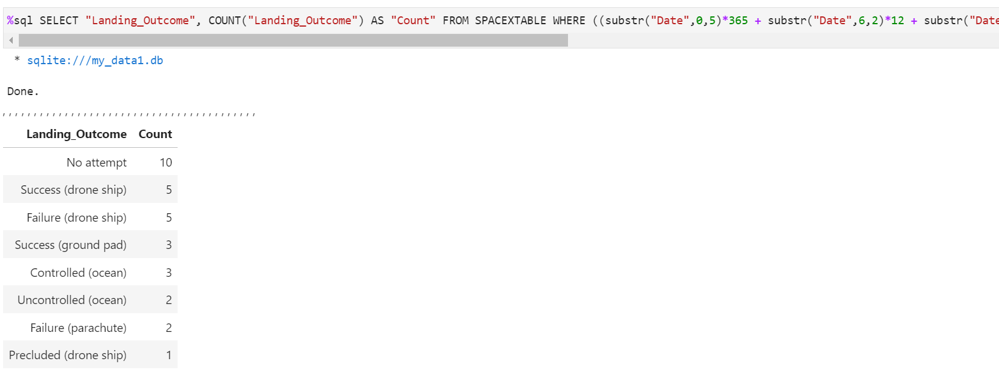 %sql SELECT "Landing_Outcome", COUNT("Landing_Outcome") AS "Count" FROM SPACEXTABLE WHERE ((substr("Date",0,5)*365 + substr("Date",6,2)*12 + substr("Date
* sqlite:///my_data1.db
Done.
,,,,,,,,,,,,,,,,,,,,,,,,,,,,,,,,,,,,,,,,,
Landing_Outcome Count
No attempt 10
Success (drone ship) 5
Failure (drone ship) 5
Success (ground pad) 3
Controlled (ocean) 3
Uncontrolled (ocean) 2
Failure (parachute) 2
Precluded (drone ship) 1